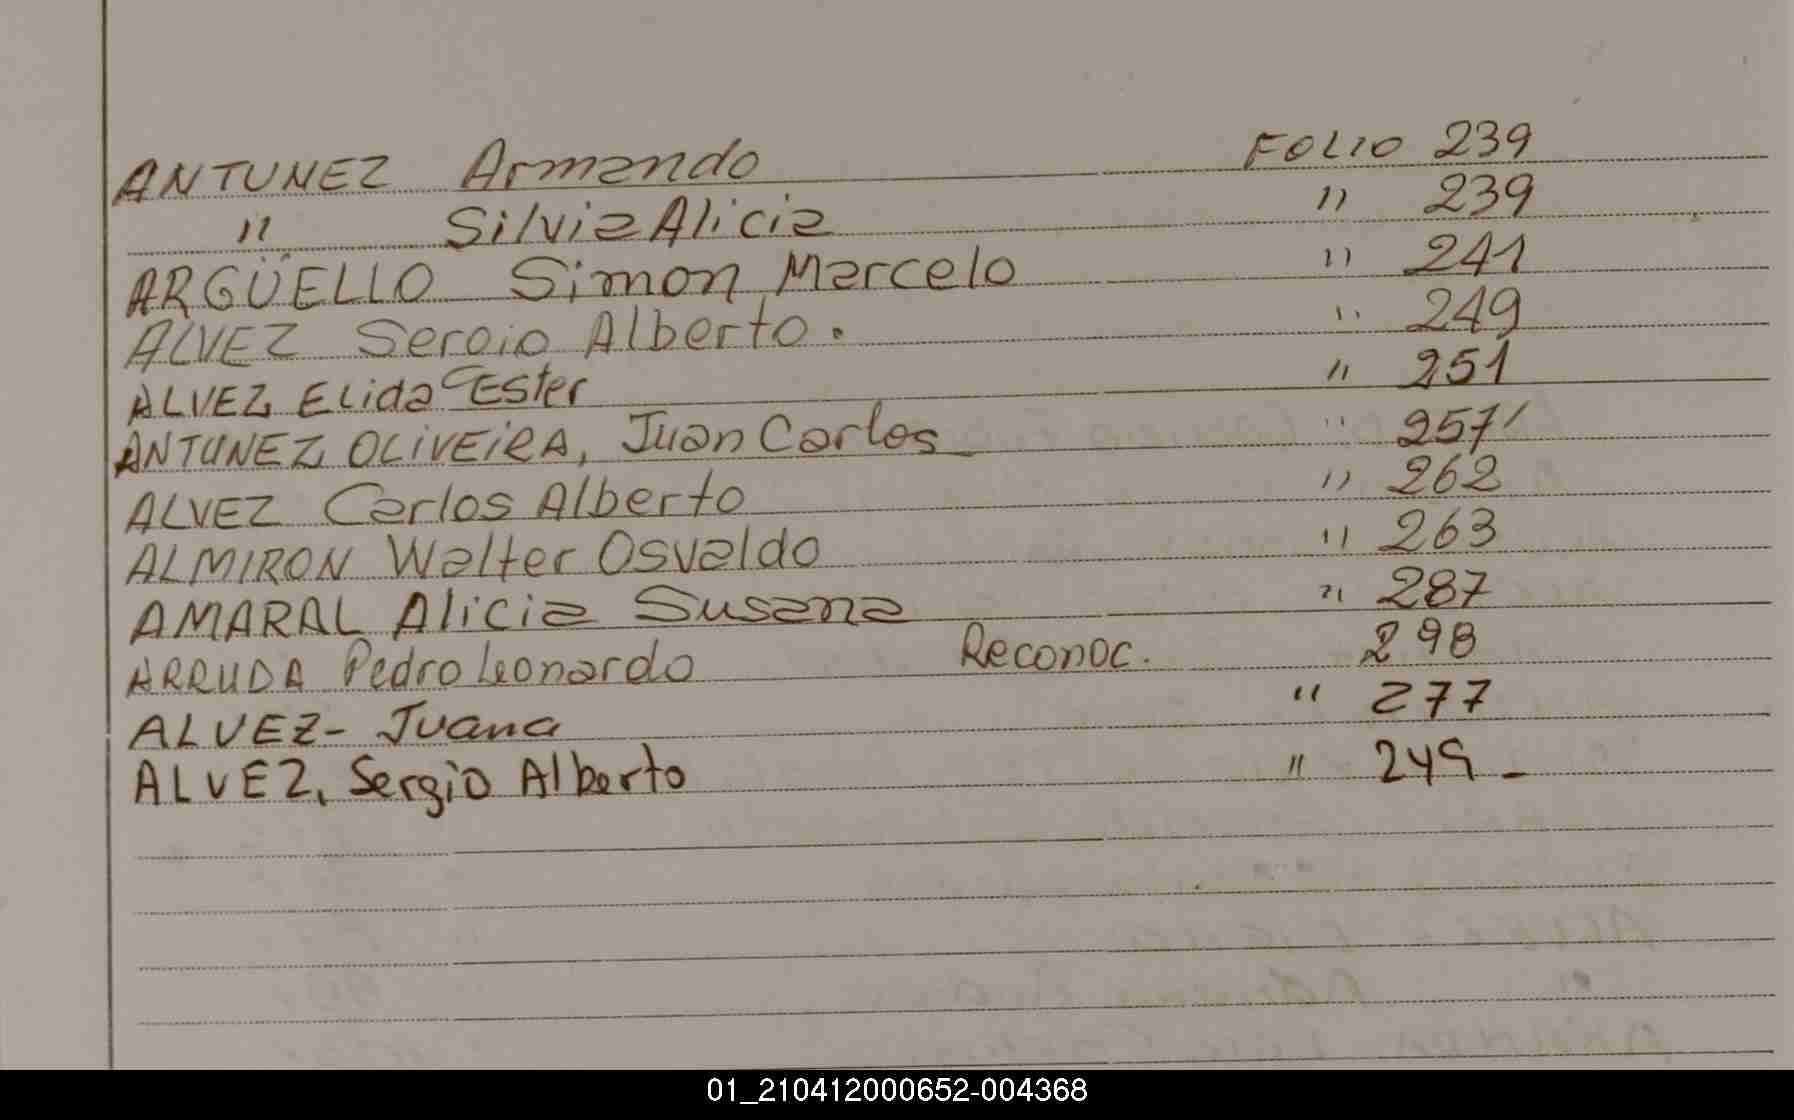 ANTUNEZ Armando FOLIO 239
" Silvia Alicia " 239
ARGÜELLO Simon Marcelo " 241
ALVEZ Sergio Alberto. " 249
ALVEZ Elida Ester " 251
ANTUNEZ OLIVEIRA, Juan Carlos " 257
ALVEZ Carlos Alberto " 262
ALMIRON Walter Osvaldo " 263
AMARAL Alicia Susana " 287
ARRUDA Pedro Leonardo Reconoc. 298
ALVEZ- Juana " 277
ALVEZ, Sergio Alberto " 249-
01_210412000652-004368